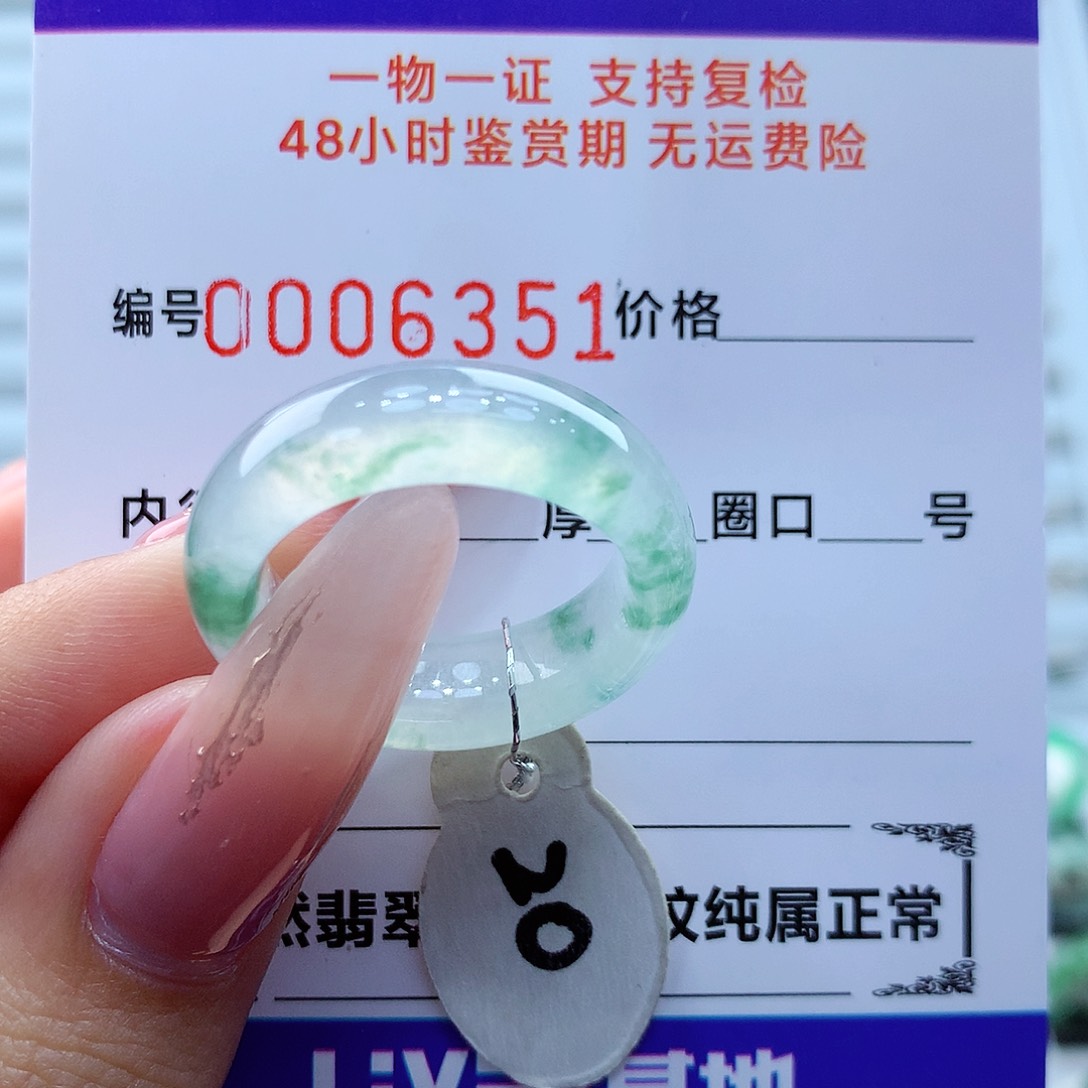 一物一证 支持复检
48小时鉴赏期 无运费险
编号0006351价格
内 厚 圈口 号
20
然翡翠 纹纯属正常
基地